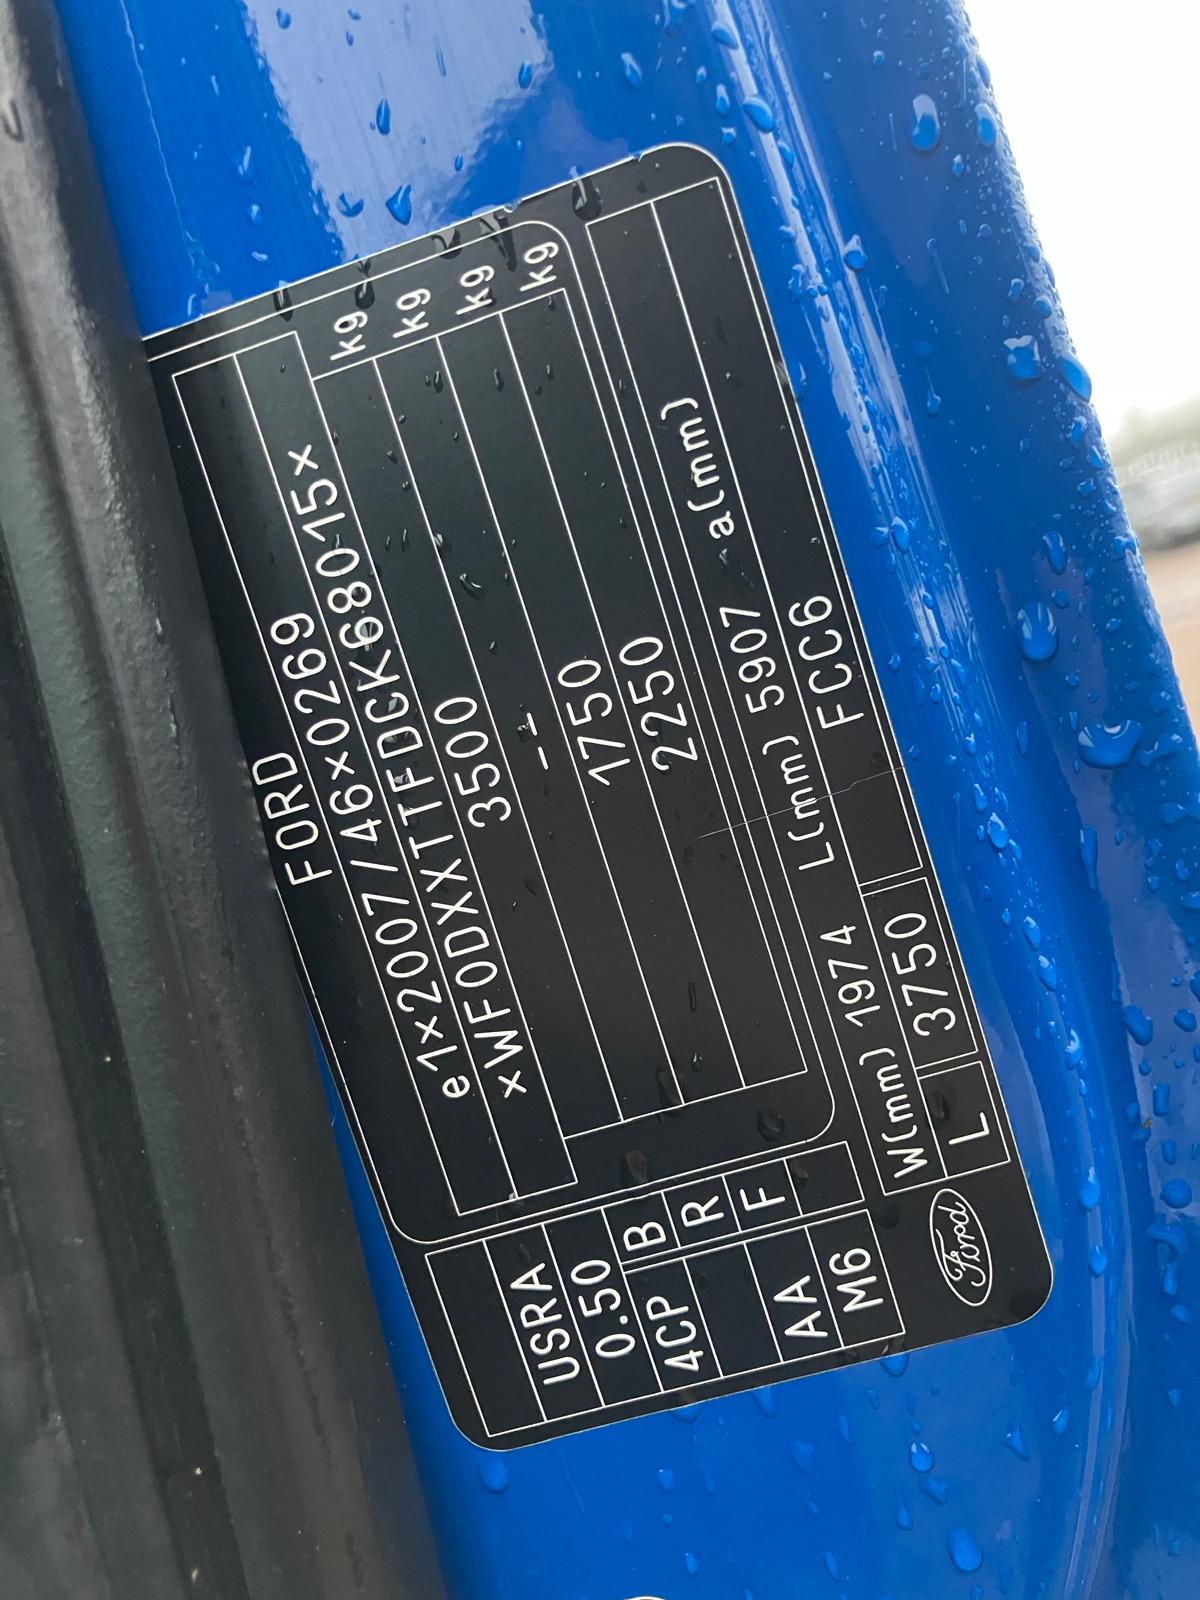 FORD
e1×2007/46×0269
×WF0DXXTTFDCK68015×
3500 kg
-- kg
1750 kg
2250 kg
USRA
0.50
4CP B
R
F
AA
M6
W(mm) 1974 L(mm) 5907 a(mm)
L 3750 FCC6
Ford